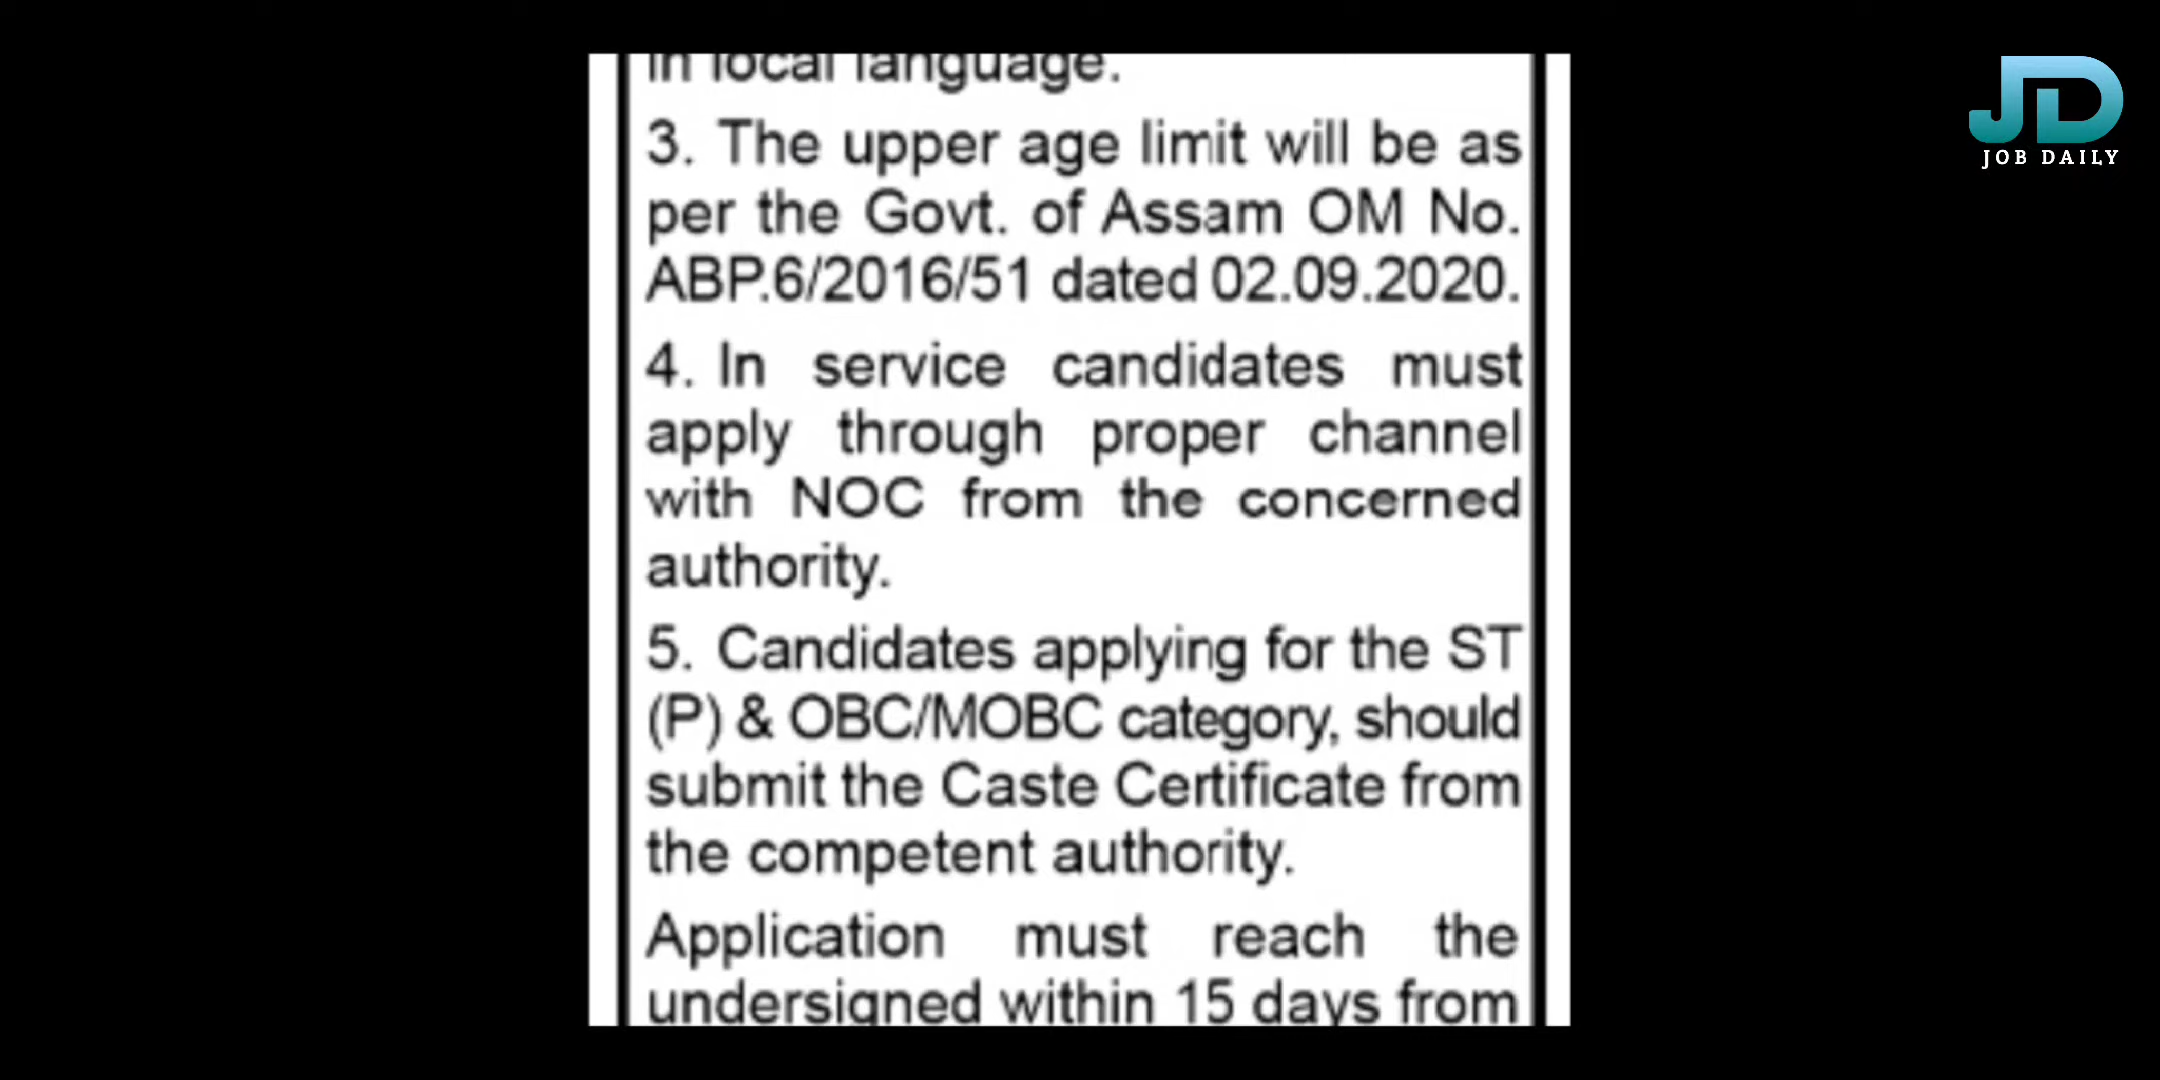 in local language.
3. The upper age limit will be as
per the Govt. of Assam OM No.
ABP.6/2016/51 dated 02.09.2020.
4. In service candidates must
apply through proper channel
with NOC from the concerned
authority.
5. Candidates applying for the ST
(P) & OBC/MOBC category, should
submit the Caste Certificate from
the competent authority.
Application must reach the
undersigned within 15 days from
JD
JOB DAILY